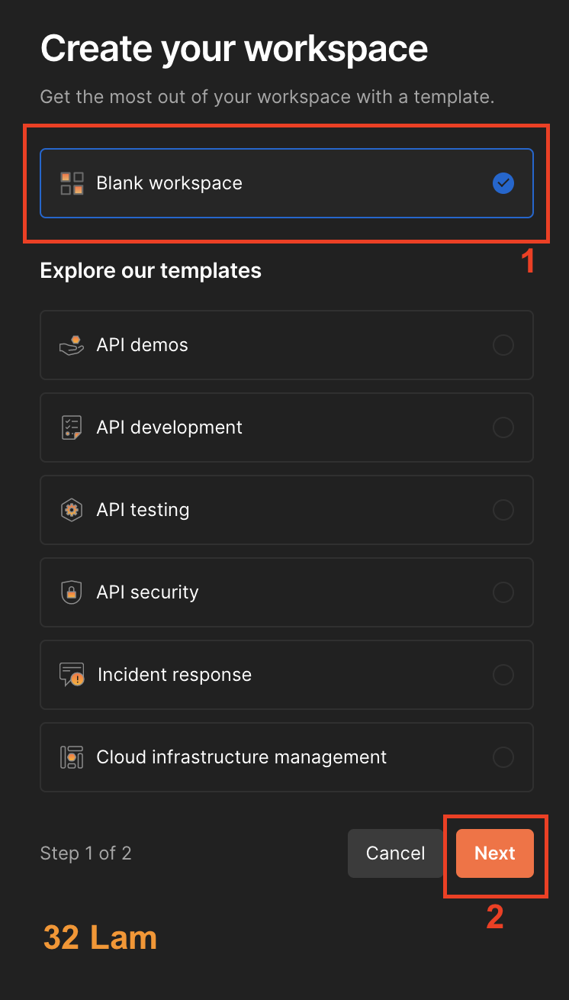 Create your workspace
Get the most out of your workspace with a template.
Blank workspace
1
Explore our templates
API demos
API development
API testing
API security
Incident response
Cloud infrastructure management
Step 1 of 2
Cancel
Next
2
32 Lam